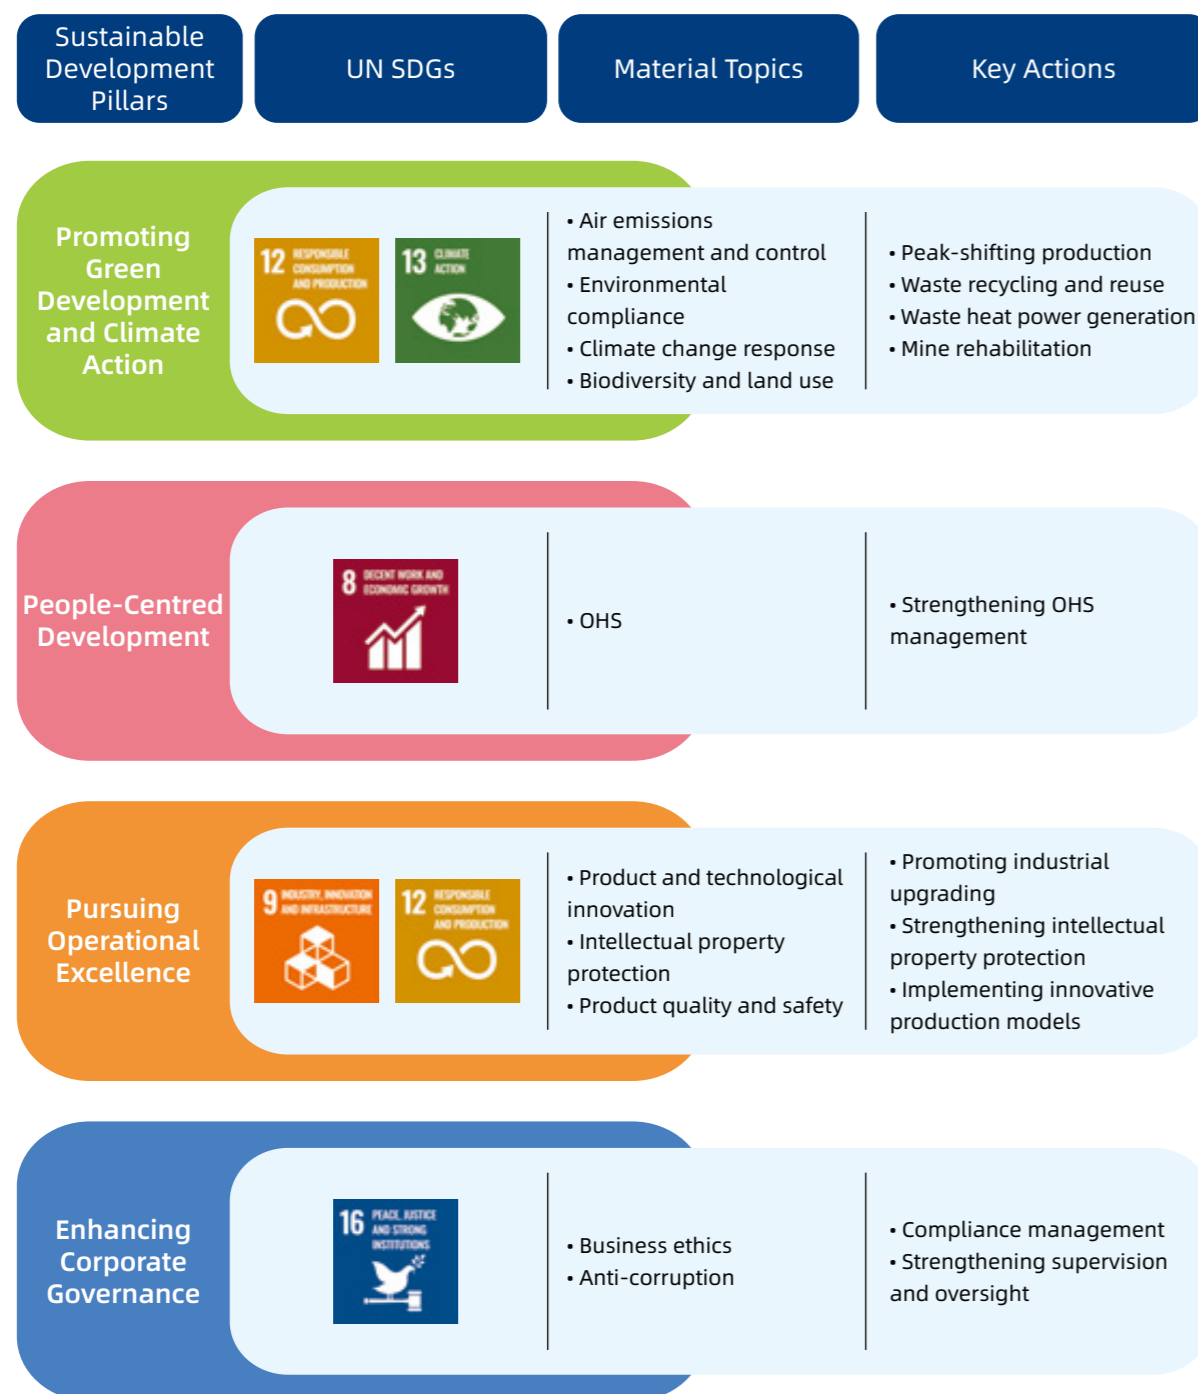 Sustainable
Development
Pillars
UN SDGs
Material Topics
Key Actions
Promoting
Green
Development
and Climate
Action
12 RESPONSIBLE
CONSUMPTION
AND PRODUCTION
13 CLIMATE
ACTION
• Air emissions
management and control
• Environmental
compliance
• Climate change response
• Biodiversity and land use
• Peak-shifting production
• Waste recycling and reuse
• Waste heat power generation
• Mine rehabilitation
People-Centred
Development
8 DECENT WORK AND
ECONOMIC GROWTH
• OHS
• Strengthening OHS
management
Pursuing
Operational
Excellence
9 INDUSTRY, INNOVATION
AND INFRASTRUCTURE
12 RESPONSIBLE
CONSUMPTION
AND PRODUCTION
• Product and technological
innovation
• Intellectual property
protection
• Product quality and safety
• Promoting industrial
upgrading
• Strengthening intellectual
property protection
• Implementing innovative
production models
Enhancing
Corporate
Governance
16 PEACE, JUSTICE
AND STRONG
INSTITUTIONS
• Business ethics
• Anti-corruption
• Compliance management
• Strengthening supervision
and oversight